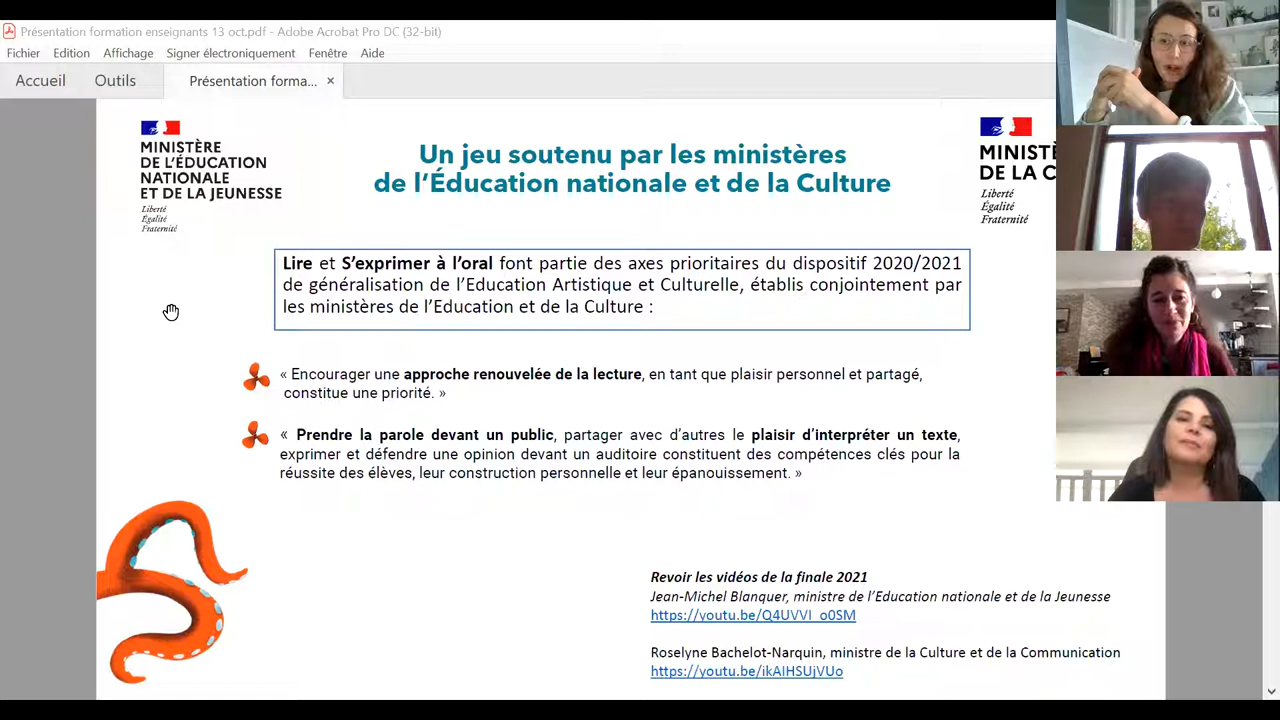 Présentation formation enseignants 13 oct.pdf - Adobe Acrobat Pro DC (32-bit)
Fichier Edition Affichage Signer électroniquement Fenêtre Aide
Accueil Outils Présentation forma... ×
MINISTÈRE
DE L'ÉDUCATION
NATIONALE
ET DE LA JEUNESSE
Liberté
Égalité
Fraternité
Un jeu soutenu par les ministères
de l'Éducation nationale et de la Culture
MINIST
DE LA C
Liberté
Égalité
Fraternité
Lire et S'exprimer à l'oral font partie des axes prioritaires du dispositif 2020/2021
de généralisation de l'Education Artistique et Culturelle, établis conjointement par
les ministères de l'Education et de la Culture :
« Encourager une approche renouvelée de la lecture, en tant que plaisir personnel et partagé,
constitue une priorité. »
« Prendre la parole devant un public, partager avec d'autres le plaisir d'interpréter un texte,
exprimer et défendre une opinion devant un auditoire constituent des compétences clés pour la
réussite des élèves, leur construction personnelle et leur épanouissement. »
Revoir les vidéos de la finale 2021
Jean-Michel Blanquer, ministre de l'Education nationale et de la Jeunesse
https://youtu.be/Q4UVVI_o0SM
Roselyne Bachelot-Narquin, ministre de la Culture et de la Communication
https://youtu.be/ikAIHSUjVUo